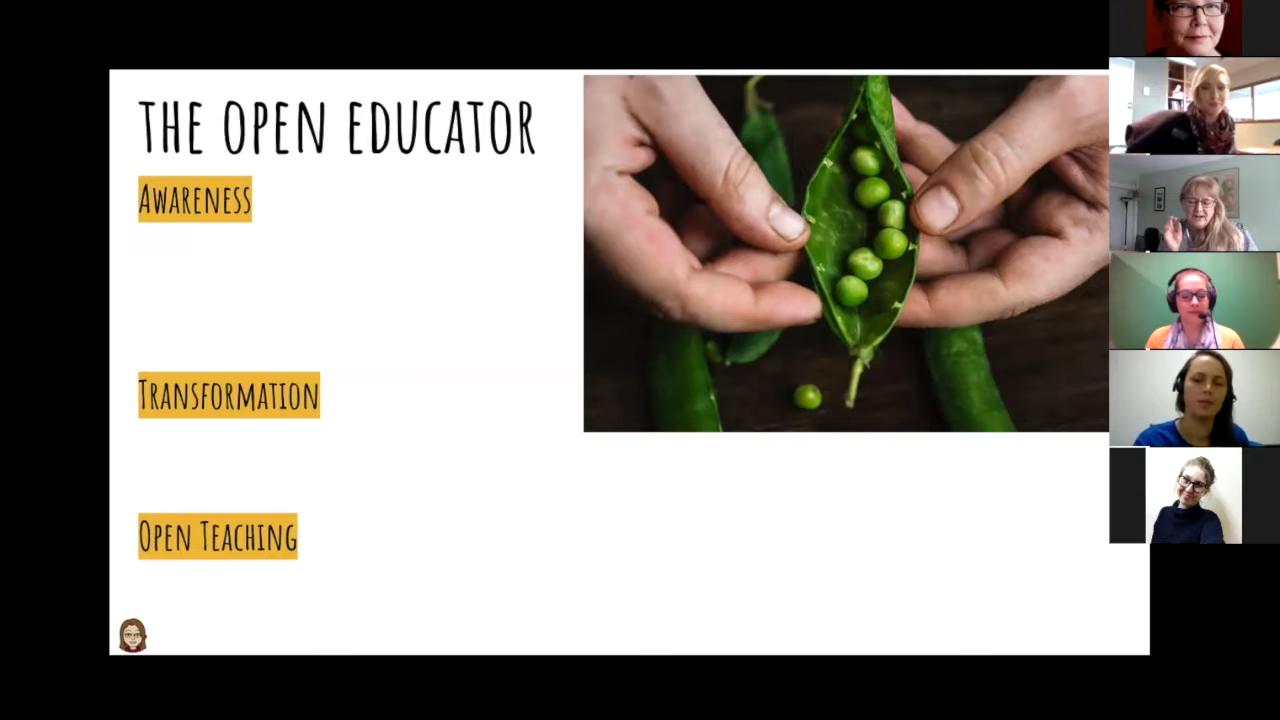 THE OPEN EDUCATOR
AWARENESS
TRANSFORMATION
OPEN TEACHING